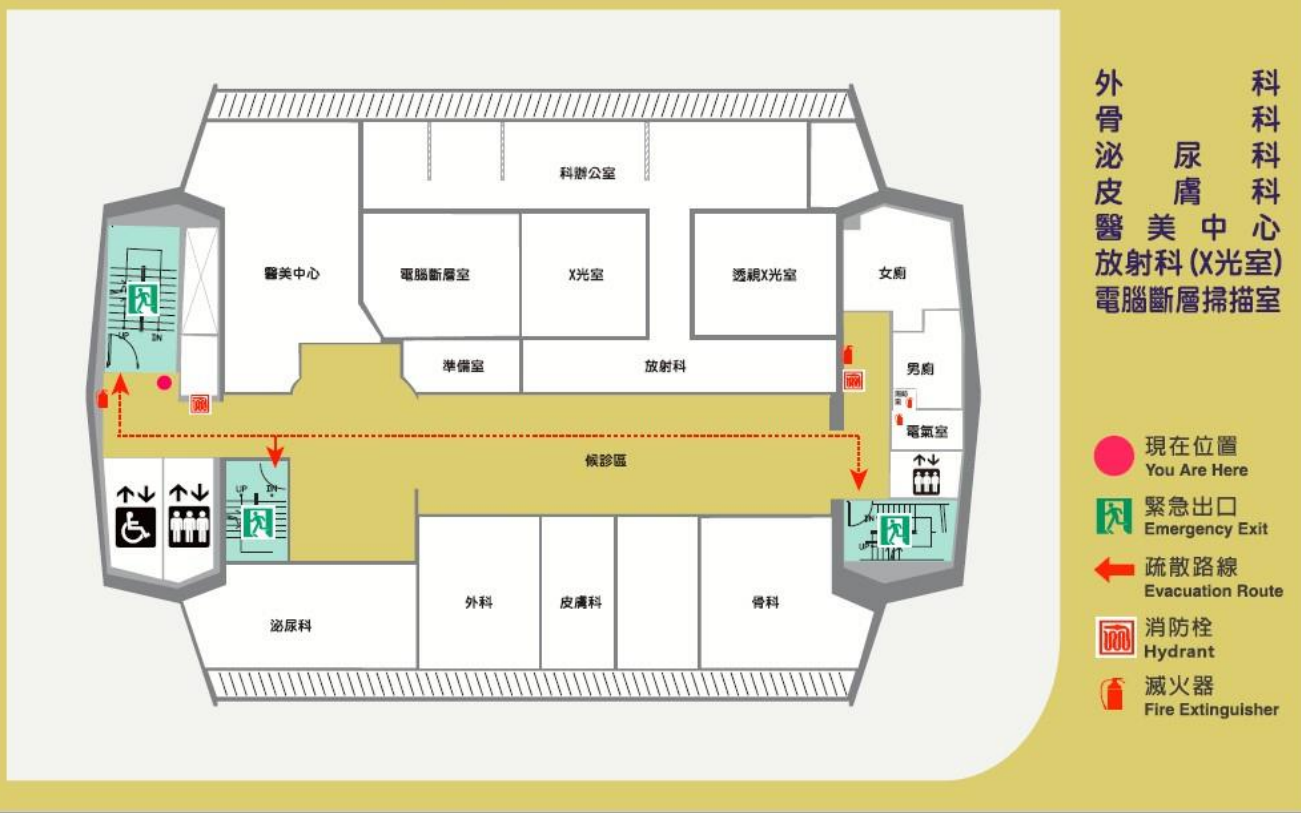 外科
骨科
泌尿科
皮膚科
醫美中心
放射科(X光室)
電腦斷層掃描室
科辦公室
醫美中心
電腦斷層室
X光室
透視X光室
女廁
準備室
放射科
男廁
電氣室
候診區
泌尿科
外科
皮膚科
骨科
UP
IN
UP
IN
IN
UP
現在位置
You Are Here
緊急出口
Emergency Exit
疏散路線
Evacuation Route
消防栓
Hydrant
滅火器
Fire Extinguisher